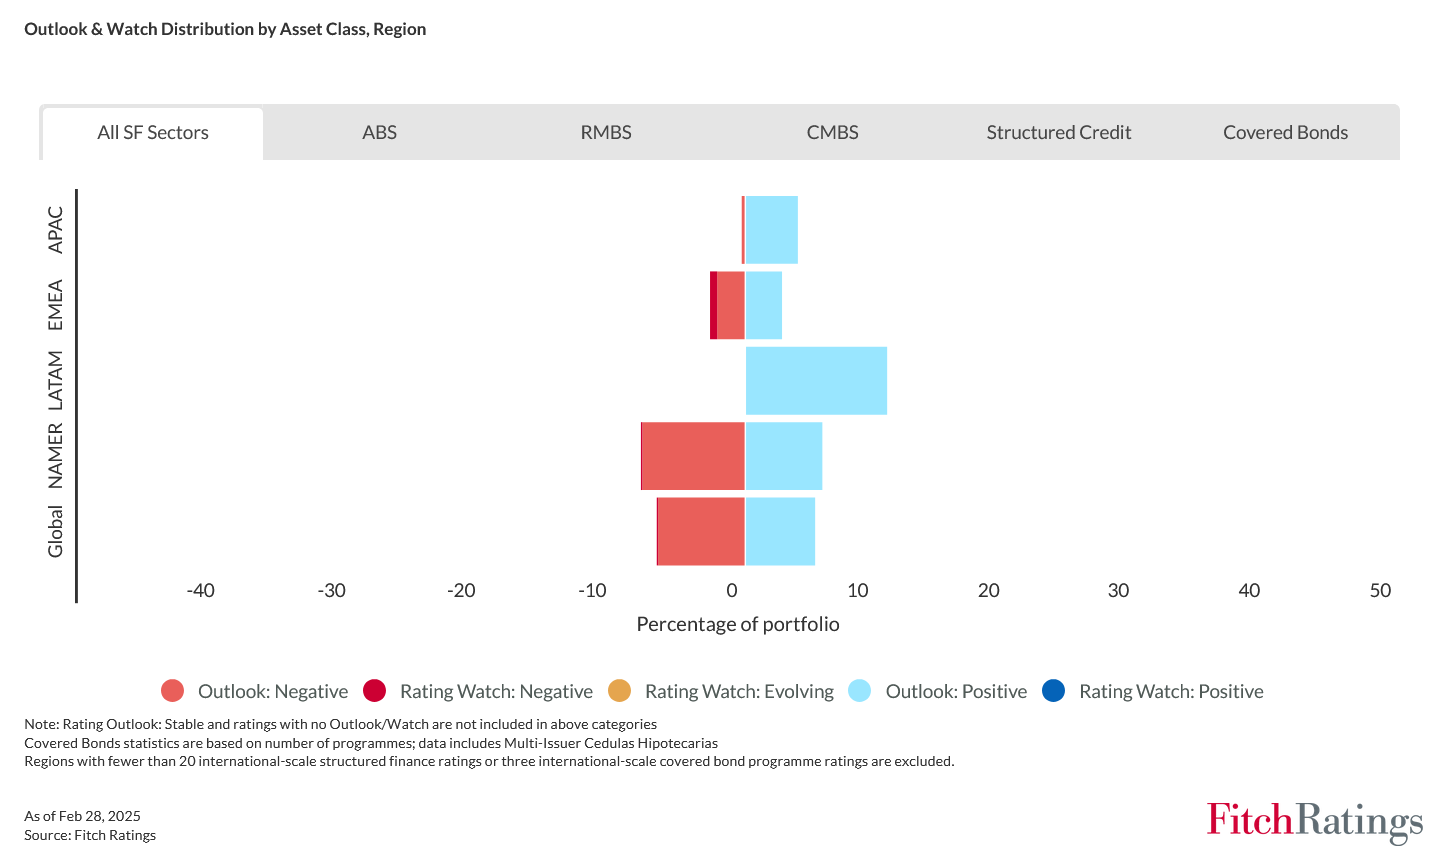 Outlook & Watch Distribution by Asset Class, Region
All SF Sectors ABS RMBS CMBS Structured Credit Covered Bonds
APAC
EMEA
LATAM
NAMER
Global
-40 -30 -20 -10 0 10 20 30 40 50
Percentage of portfolio
Outlook: Negative Rating Watch: Negative Rating Watch: Evolving Outlook: Positive Rating Watch: Positive
Note: Rating Outlook: Stable and ratings with no Outlook/Watch are not included in above categories
Covered Bonds statistics are based on number of programmes; data includes Multi-Issuer Cedulas Hipotecarias
Regions with fewer than 20 international-scale structured finance ratings or three international-scale covered bond programme ratings are excluded.
As of Feb 28, 2025
Source: Fitch Ratings
FitchRatings